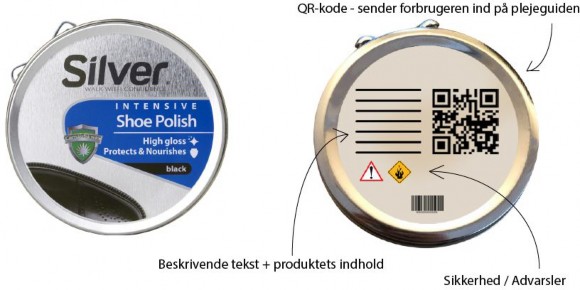 QR-kode - sender forbrugeren ind på plejeguiden
Silver
WALK WITH CONFIDENCE
INTENSIVE
Shoe Polish
High gloss
Protects & Nourishes
black
Beskrivende tekst + produktets indhold
Sikkerhed / Advarsler